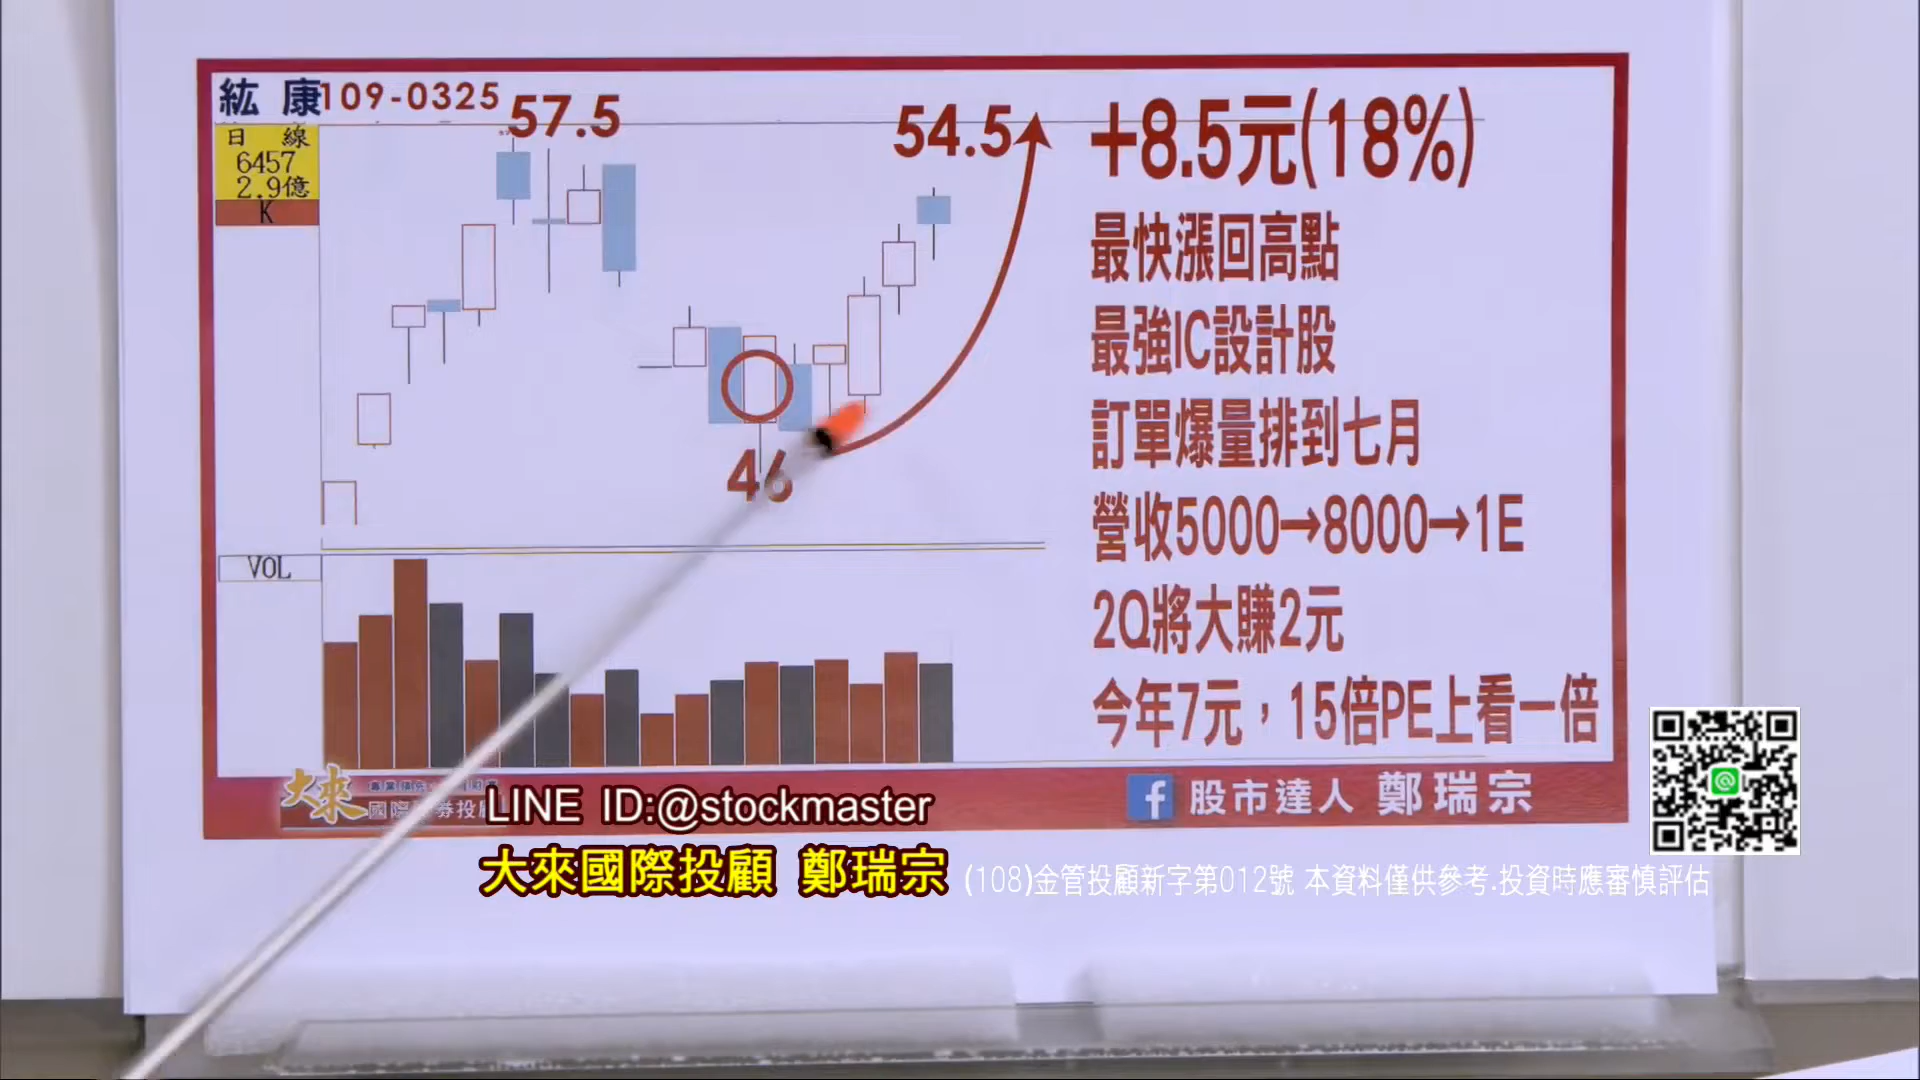 紘康109-0325
日線
6457
2.9億
K
57.5
54.5
46
VOL
+8.5元(18%)
最快漲回高點
最強IC設計股
訂單爆量排到七月
營收5000→8000→1E
2Q將大賺2元
今年7元，15倍PE上看一倍
大來
股市達人 鄭瑞宗
LINE ID:@stockmaster
大來國際投顧 鄭瑞宗
(108)金管投顧新字第012號 本資料僅供參考.投資時應審慎評估